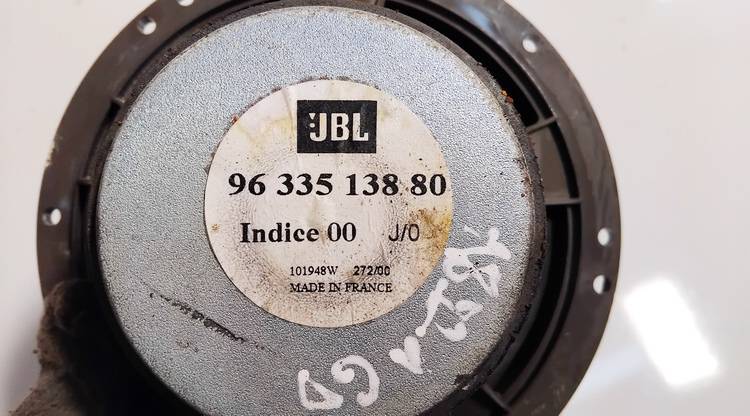 JBL
96 335 138 80
Indice 00 J/0
101948W 272/00
MADE IN FRANCE